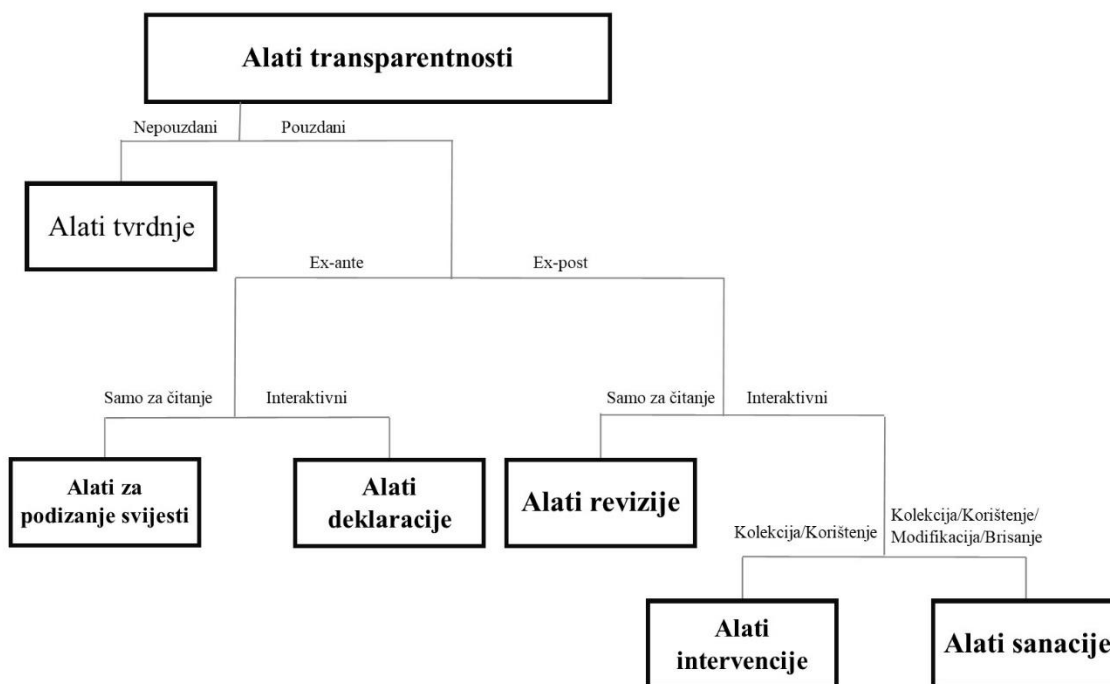 Alati transparentnosti
Nepouzdani
Pouzdani
Alati tvrdnje
Ex-ante
Ex-post
Samo za čitanje
Interaktivni
Samo za čitanje
Interaktivni
Alati za
podizanje svijesti
Alati
deklaracije
Alati revizije
Kolekcija/Korištenje
Kolekcija/Korištenje/
Modifikacija/Brisanje
Alati
intervencije
Alati sanacije